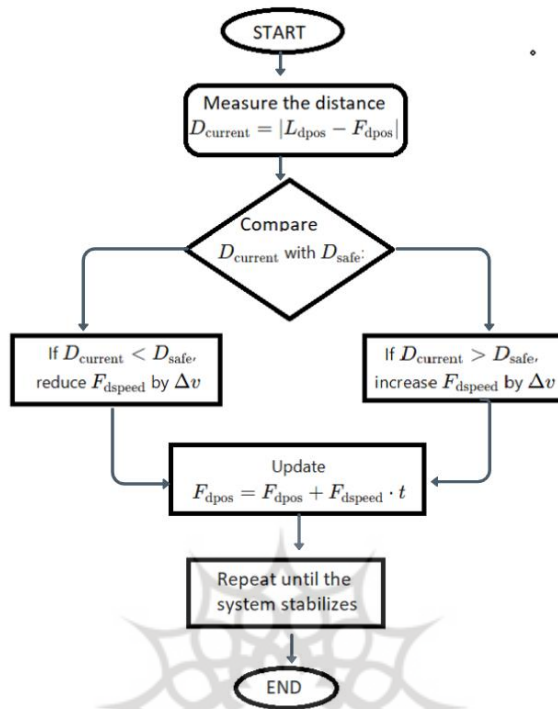 START
Measure the distance
D_current = |L_dpos − F_dpos|
Compare
D_current with D_safe:
If D_current < D_safe,
reduce F_dspeed by Δv
If D_current > D_safe,
increase F_dspeed by Δv
Update
F_dpos = F_dpos + F_dspeed · t
Repeat until the
system stabilizes
END